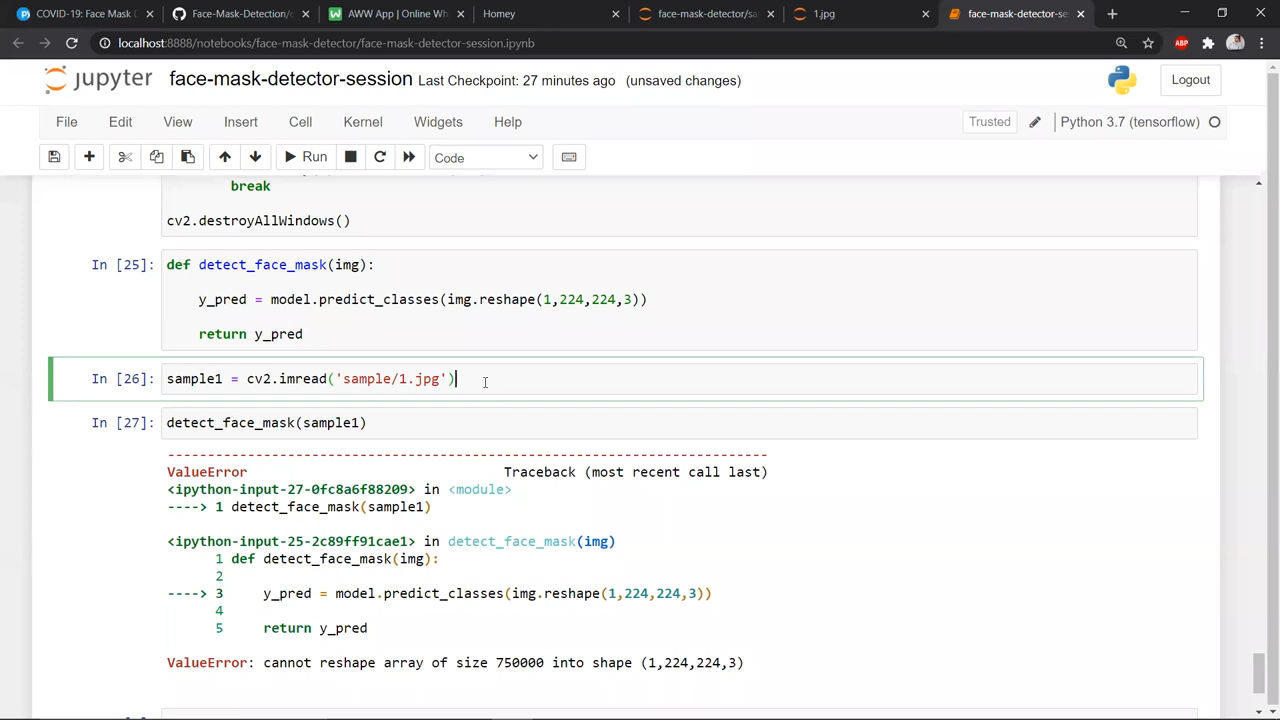 COVID-19: Face Mask
Face-Mask-Detection/c
AWW App | Online Wh
Homey
face-mask-detector/sa
1.jpg
face-mask-detector-se
localhost:8888/notebooks/face-mask-detector/face-mask-detector-session.ipynb
ABP
jupyter face-mask-detector-session Last Checkpoint: 27 minutes ago (unsaved changes)
Logout
File Edit View Insert Cell Kernel Widgets Help
Trusted
Python 3.7 (tensorflow)
Run
Code
break
cv2.destroyAllWindows()
In [25]: def detect_face_mask(img):
y_pred = model.predict_classes(img.reshape(1,224,224,3))
return y_pred
In [26]: sample1 = cv2.imread('sample/1.jpg')
In [27]: detect_face_mask(sample1)
---------------------------------------------------------------------------
ValueError Traceback (most recent call last)
<ipython-input-27-0fc8a6f88209> in <module>
----> 1 detect_face_mask(sample1)
<ipython-input-25-2c89ff91cae1> in detect_face_mask(img)
1 def detect_face_mask(img):
2
----> 3 y_pred = model.predict_classes(img.reshape(1,224,224,3))
4
5 return y_pred
ValueError: cannot reshape array of size 750000 into shape (1,224,224,3)